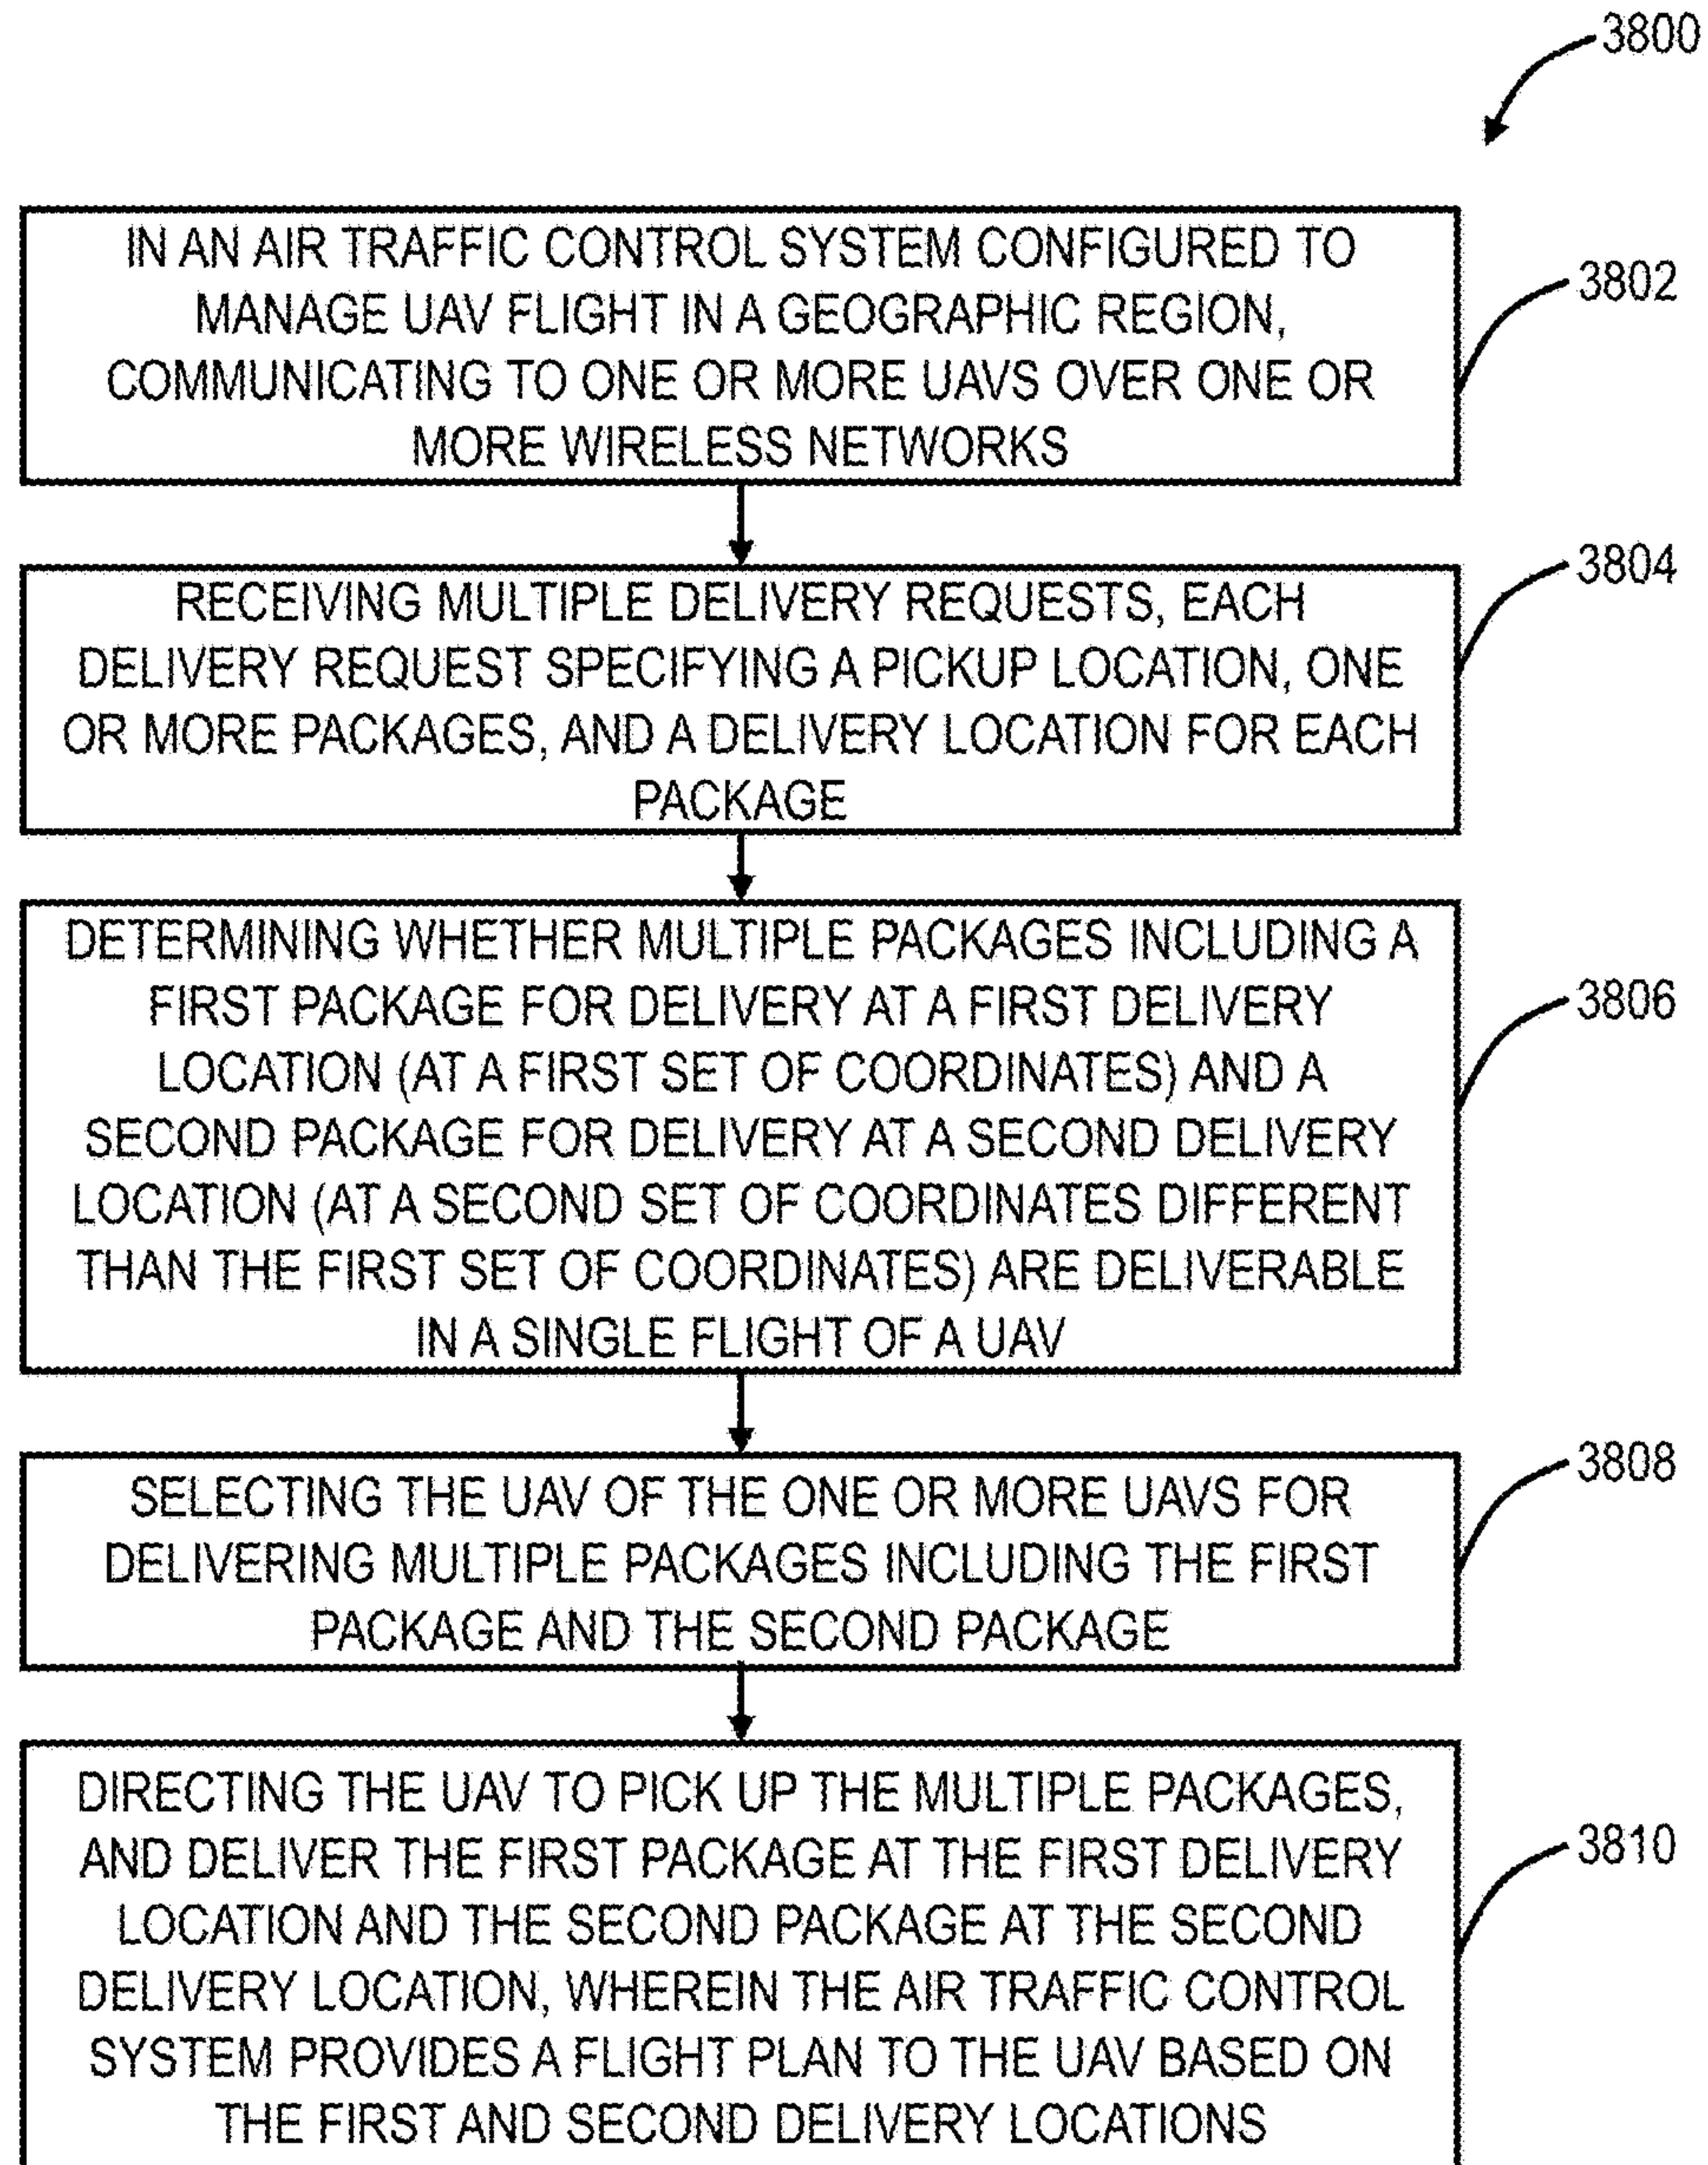 3800
IN AN AIR TRAFFIC CONTROL SYSTEM CONFIGURED TO
MANAGE UAV FLIGHT IN A GEOGRAPHIC REGION,
COMMUNICATING TO ONE OR MORE UAVS OVER ONE OR
MORE WIRELESS NETWORKS
3802
RECEIVING MULTIPLE DELIVERY REQUESTS, EACH
DELIVERY REQUEST SPECIFYING A PICKUP LOCATION, ONE
OR MORE PACKAGES, AND A DELIVERY LOCATION FOR EACH
PACKAGE
3804
DETERMINING WHETHER MULTIPLE PACKAGES INCLUDING A
FIRST PACKAGE FOR DELIVERY AT A FIRST DELIVERY
LOCATION (AT A FIRST SET OF COORDINATES) AND A
SECOND PACKAGE FOR DELIVERY AT A SECOND DELIVERY
LOCATION (AT A SECOND SET OF COORDINATES DIFFERENT
THAN THE FIRST SET OF COORDINATES) ARE DELIVERABLE
IN A SINGLE FLIGHT OF A UAV
3806
SELECTING THE UAV OF THE ONE OR MORE UAVS FOR
DELIVERING MULTIPLE PACKAGES INCLUDING THE FIRST
PACKAGE AND THE SECOND PACKAGE
3808
DIRECTING THE UAV TO PICK UP THE MULTIPLE PACKAGES,
AND DELIVER THE FIRST PACKAGE AT THE FIRST DELIVERY
LOCATION AND THE SECOND PACKAGE AT THE SECOND
DELIVERY LOCATION, WHEREIN THE AIR TRAFFIC CONTROL
SYSTEM PROVIDES A FLIGHT PLAN TO THE UAV BASED ON
THE FIRST AND SECOND DELIVERY LOCATIONS
3810